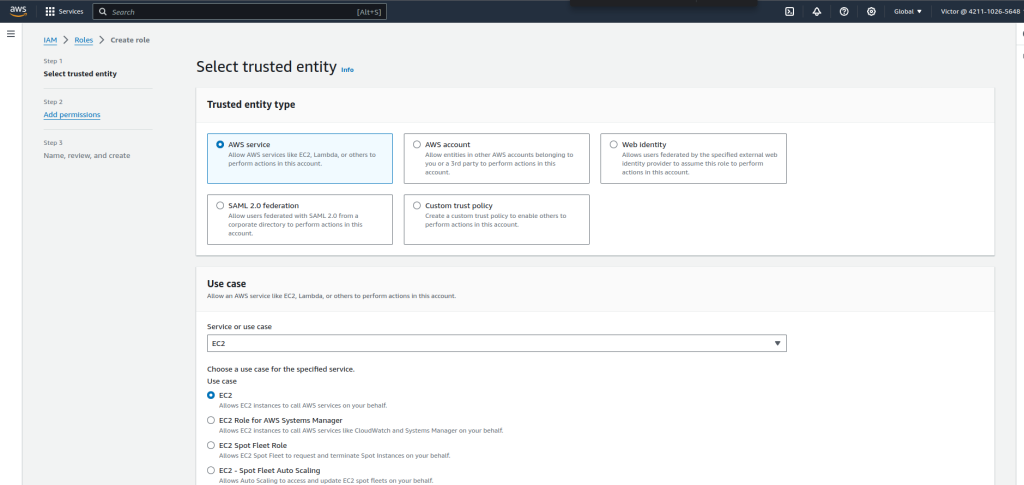 aws
Services
Search
[Alt+S]
Global
Victor @ 4211-1026-5648
IAM
Roles
Create role
Step 1
Select trusted entity
Step 2
Add permissions
Step 3
Name, review, and create
Select trusted entity Info
Trusted entity type
AWS service
Allow AWS services like EC2, Lambda, or others to
perform actions in this account.
AWS account
Allow entities in other AWS accounts belonging to
you or a 3rd party to perform actions in this
account.
Web identity
Allows users federated by the specified external web
identity provider to assume this role to perform
actions in this account.
SAML 2.0 federation
Allow users federated with SAML 2.0 from a
corporate directory to perform actions in this
account.
Custom trust policy
Create a custom trust policy to enable others to
perform actions in this account.
Use case
Allow an AWS service like EC2, Lambda, or others to perform actions in this account.
Service or use case
EC2
Choose a use case for the specified service.
Use case
EC2
Allows EC2 instances to call AWS services on your behalf.
EC2 Role for AWS Systems Manager
Allows EC2 instances to call AWS services like CloudWatch and Systems Manager on your behalf.
EC2 Spot Fleet Role
Allows EC2 Spot Fleet to request and terminate Spot Instances on your behalf.
EC2 - Spot Fleet Auto Scaling
Allows Auto Scaling to access and update EC2 spot fleets on your behalf.